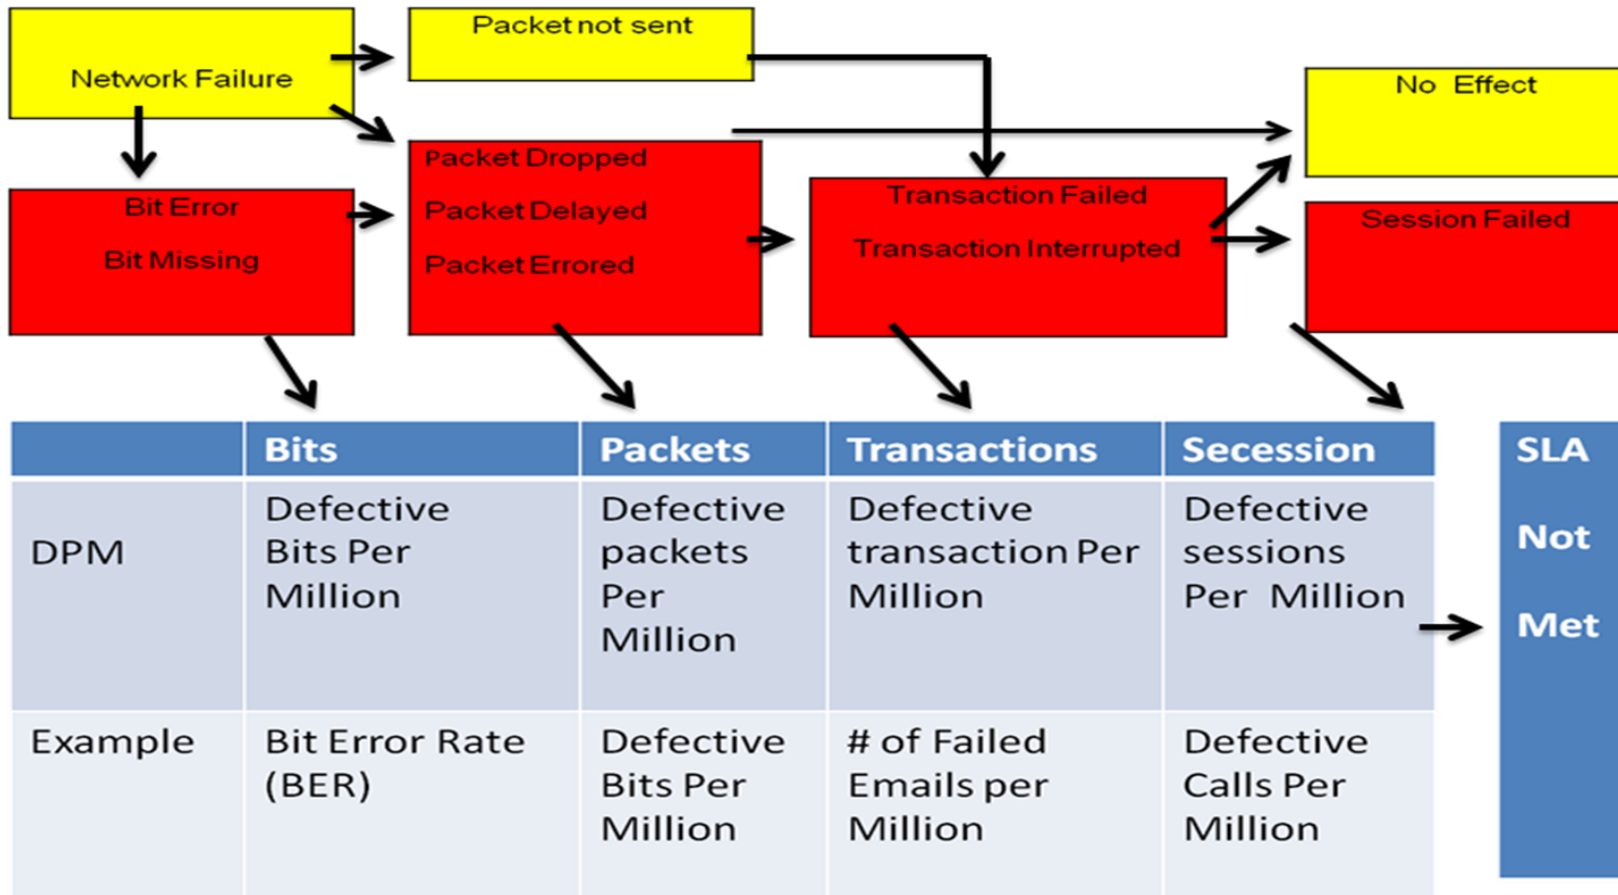 Network Failure
Packet not sent
No Effect
Bit Error
Bit Missing
Packet Dropped
Packet Delayed
Packet Errored
Transaction Failed
Transaction Interrupted
Session Failed
Bits
Packets
Transactions
Secession
DPM
Defective
Bits Per
Million
Defective
packets
Per
Million
Defective
transaction Per
Million
Defective
sessions
Per Million
Example
Bit Error Rate
(BER)
Defective
Bits Per
Million
# of Failed
Emails per
Million
Defective
Calls Per
Million
SLA
Not
Met